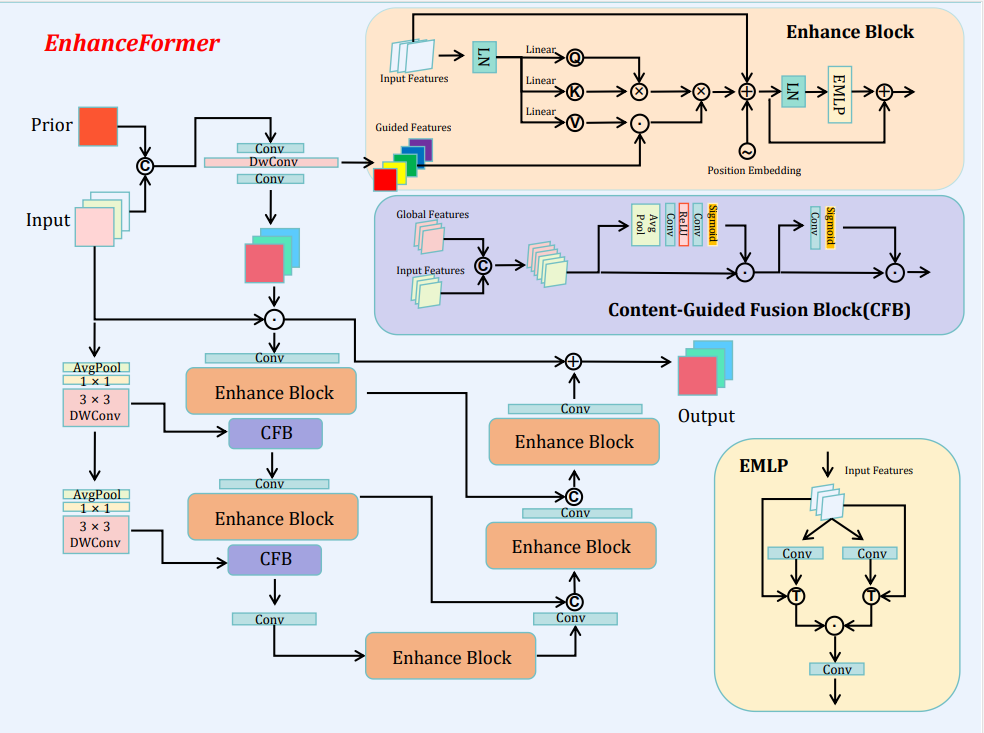 EnhanceFormer
Prior
Input
C
Conv
DwConv
Conv
Enhance Block
Input Features
LN
Linear
Q
Linear
K
Linear
V
Guided Features
Position Embedding
LN
EMLP
Global Features
Input Features
C
Avg
Pool
Conv
ReLU
Conv
Sigmoid
Conv
Sigmoid
Content-Guided Fusion Block(CFB)
AvgPool
1 × 1
3 × 3
DWConv
AvgPool
1 × 1
3 × 3
DWConv
Conv
Enhance Block
CFB
Conv
Enhance Block
CFB
Conv
Enhance Block
Conv
C
Enhance Block
Conv
C
Enhance Block
Conv
Output
EMLP
Input Features
Conv
Conv
T
T
Conv